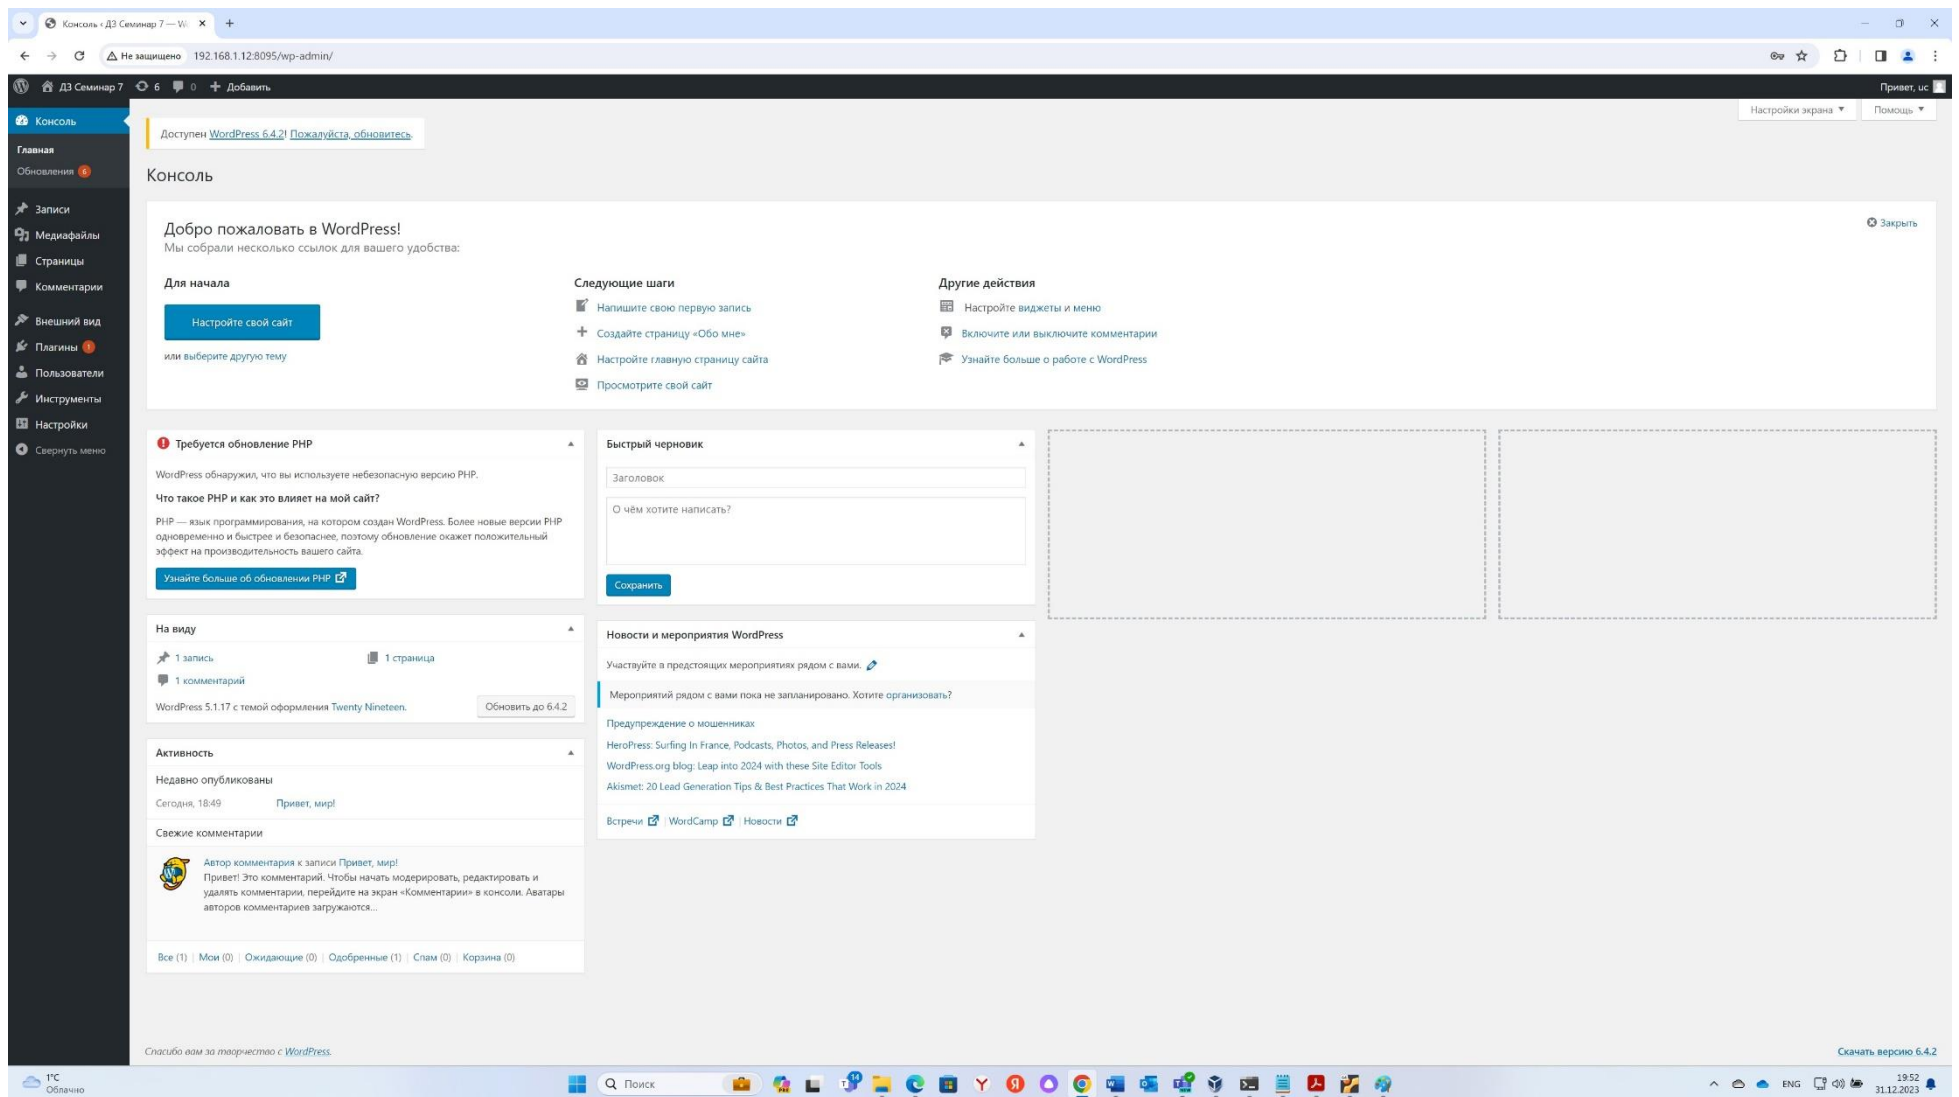 Консоль ‹ ДЗ Семинар 7 — W
Не защищено 192.168.1.12:8095/wp-admin/
ДЗ Семинар 7 6 0 Добавить
Привет, uc
Консоль
Главная
Обновления 6
Записи
Медиафайлы
Страницы
Комментарии
Внешний вид
Плагины 1
Пользователи
Инструменты
Настройки
Свернуть меню
Настройки экрана Помощь
Доступен WordPress 6.4.2! Пожалуйста, обновитесь.
Консоль
Добро пожаловать в WordPress!
Закрыть
Мы собрали несколько ссылок для вашего удобства:
Для начала
Настройте свой сайт
или выберите другую тему
Следующие шаги
Напишите свою первую запись
Создайте страницу «Обо мне»
Настройте главную страницу сайта
Просмотрите свой сайт
Другие действия
Настройте виджеты и меню
Включите или выключите комментарии
Узнайте больше о работе с WordPress
Требуется обновление PHP
WordPress обнаружил, что вы используете небезопасную версию PHP.
Что такое PHP и как это влияет на мой сайт?
PHP — язык программирования, на котором создан WordPress. Более новые версии PHP
одновременно и быстрее и безопаснее, поэтому обновление окажет положительный
эффект на производительность вашего сайта.
Узнайте больше об обновлении PHP
На виду
1 запись 1 страница
1 комментарий
WordPress 5.1.17 с темой оформления Twenty Nineteen. Обновить до 6.4.2
Активность
Недавно опубликованы
Сегодня, 18:49 Привет, мир!
Свежие комментарии
Автор комментария к записи Привет, мир!
Привет! Это комментарий. Чтобы начать модерировать, редактировать и
удалять комментарии, перейдите на экран «Комментарии» в консоли. Аватары
авторов комментариев загружаются...
Все (1) | Мои (0) | Ожидающие (0) | Одобренные (1) | Спам (0) | Корзина (0)
Быстрый черновик
Заголовок
О чём хотите написать?
Сохранить
Новости и мероприятия WordPress
Участвуйте в предстоящих мероприятиях рядом с вами.
Мероприятий рядом с вами пока не запланировано. Хотите организовать?
Предупреждение о мошенниках
HeroPress: Surfing In France, Podcasts, Photos, and Press Releases!
WordPress.org blog: Leap into 2024 with these Site Editor Tools
Akismet: 20 Lead Generation Tips & Best Practices That Work in 2024
Встречи | WordCamp | Новости
Спасибо вам за творчество с WordPress.
Скачать версию 6.4.2
1°C
Облачно
Поиск
14
ENG
19:52
31.12.2023